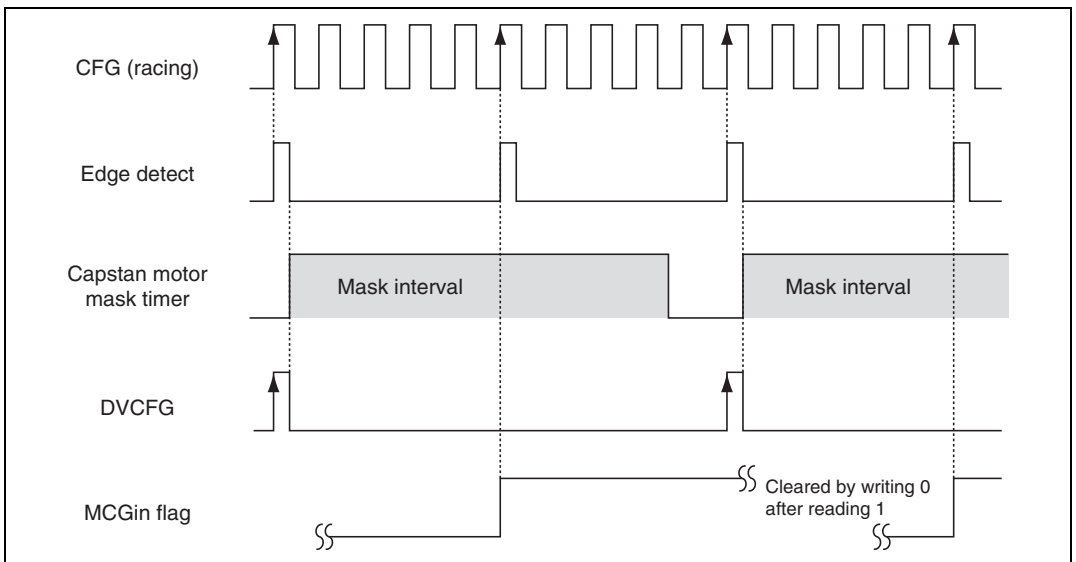 CFG (racing)
Edge detect
Capstan motor
mask timer
Mask interval
Mask interval
DVCFG
MCGin flag
Cleared by writing 0
after reading 1